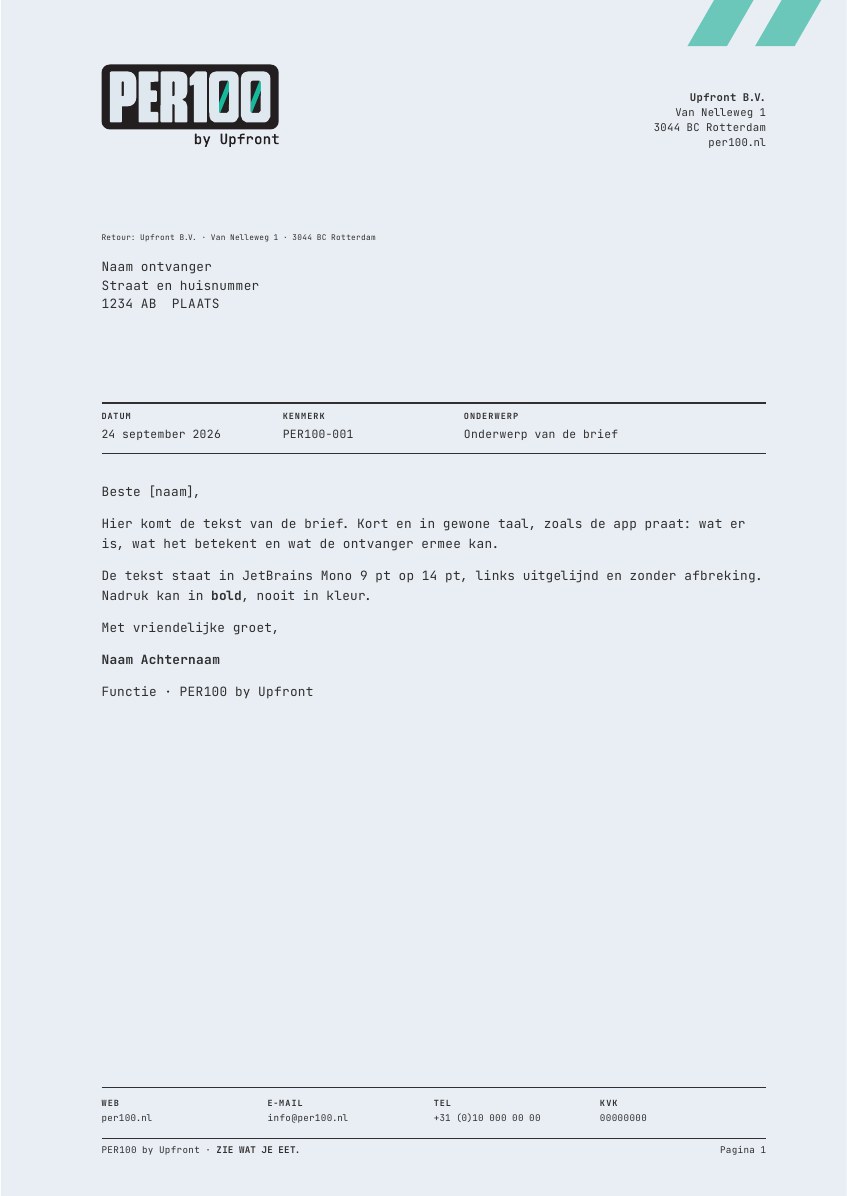 PER100
by Upfront
Upfront B.V.
Van Nelleweg 1
3044 BC Rotterdam
per100.nl
Retour: Upfront B.V. · Van Nelleweg 1 · 3044 BC Rotterdam
Naam ontvanger
Straat en huisnummer
1234 AB  PLAATS
DATUM KENMERK ONDERWERP
24 september 2026 PER100-001 Onderwerp van de brief
Beste [naam],
Hier komt de tekst van de brief. Kort en in gewone taal, zoals de app praat: wat er
is, wat het betekent en wat de ontvanger ermee kan.
De tekst staat in JetBrains Mono 9 pt op 14 pt, links uitgelijnd en zonder afbreking.
Nadruk kan in bold, nooit in kleur.
Met vriendelijke groet,
Naam Achternaam
Functie · PER100 by Upfront
WEB E-MAIL TEL KVK
per100.nl info@per100.nl +31 (0)10 000 00 00 00000000
PER100 by Upfront · ZIE WAT JE EET. Pagina 1